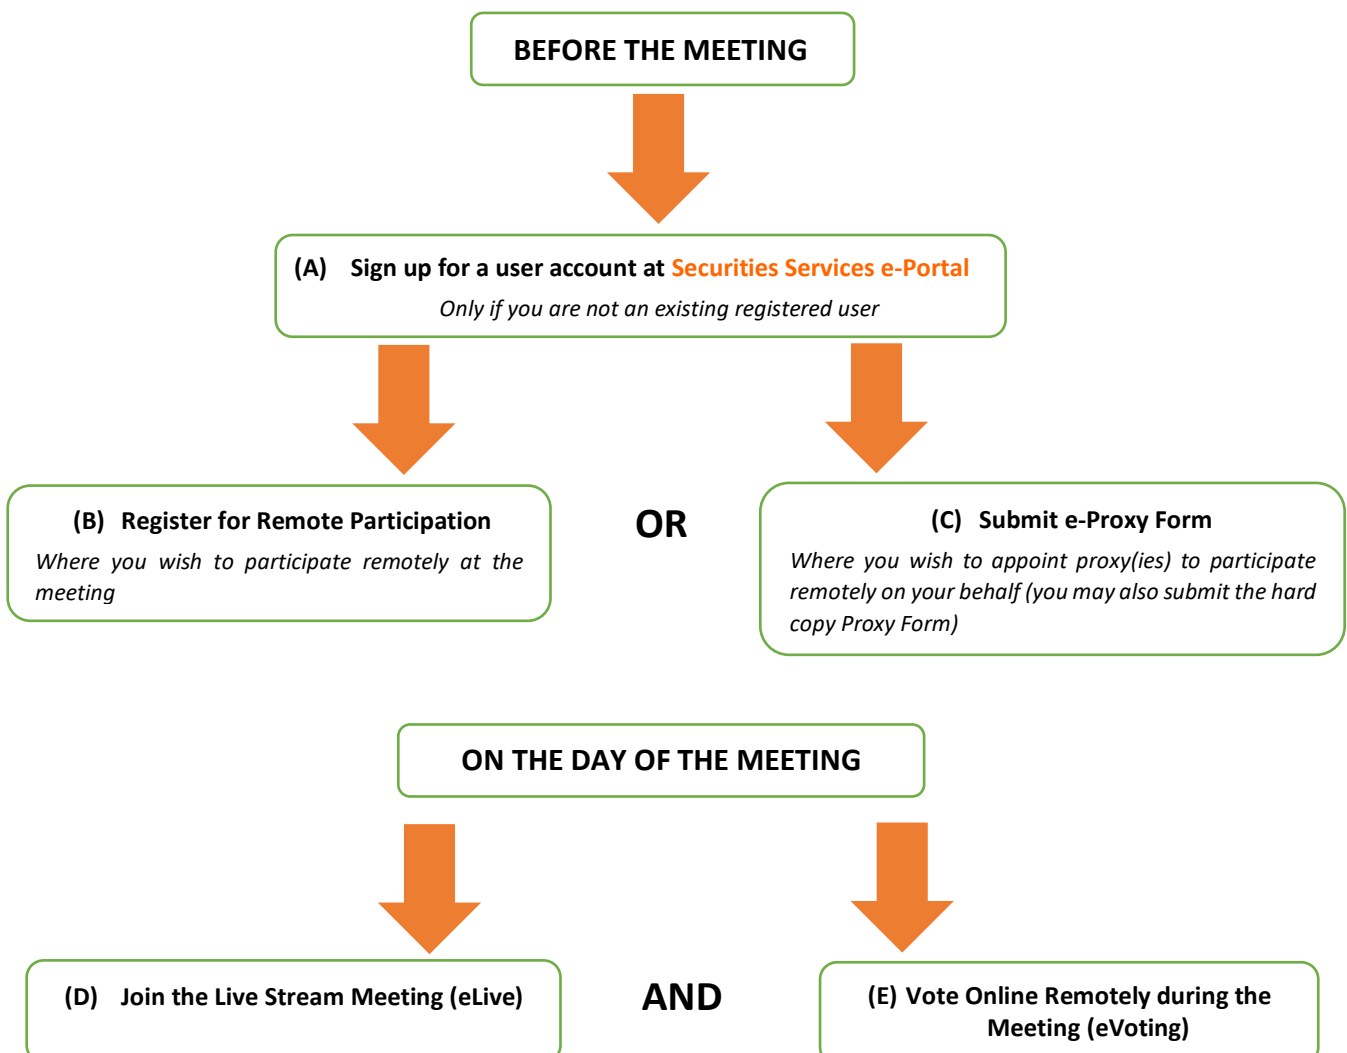 BEFORE THE MEETING
(A) Sign up for a user account at Securities Services e-Portal
Only if you are not an existing registered user
(B) Register for Remote Participation
Where you wish to participate remotely at the
meeting
OR
(C) Submit e-Proxy Form
Where you wish to appoint proxy(ies) to participate
remotely on your behalf (you may also submit the hard
copy Proxy Form)
ON THE DAY OF THE MEETING
(D) Join the Live Stream Meeting (eLive)
AND
(E) Vote Online Remotely during the
Meeting (eVoting)